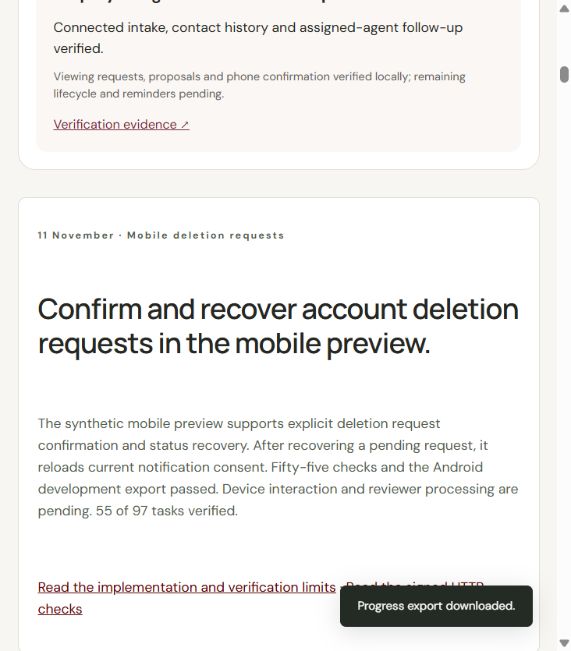 Connected intake, contact history and assigned-agent follow-up
verified.
Viewing requests, proposals and phone confirmation verified locally; remaining
lifecycle and reminders pending.
Verification evidence ↗
11 November · Mobile deletion requests
Confirm and recover account deletion
requests in the mobile preview.
The synthetic mobile preview supports explicit deletion request
confirmation and status recovery. After recovering a pending request, it
reloads current notification consent. Fifty-five checks and the Android
development export passed. Device interaction and reviewer processing are
pending. 55 of 97 tasks verified.
Read the implementation and verification limits · Read the signed HTTP
checks
Progress export downloaded.